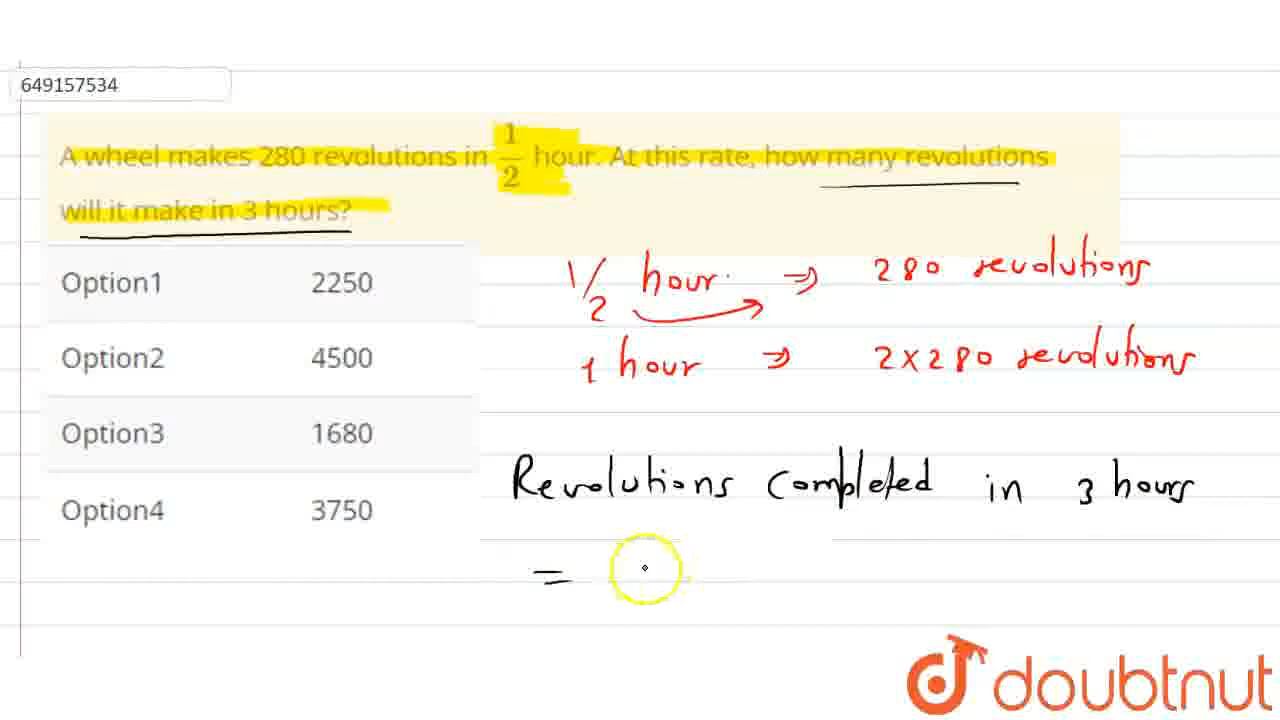 649157534
A wheel makes 280 revolutions in 1/2 hour. At this rate, how many revolutions
will it make in 3 hours?
Option1 2250
Option2 4500
Option3 1680
Option4 3750
1/2 hour ⇒ 280 revolutions
1 hour ⇒ 2×280 revolutions
Revolutions Completed in 3 hours
=
doubtnut